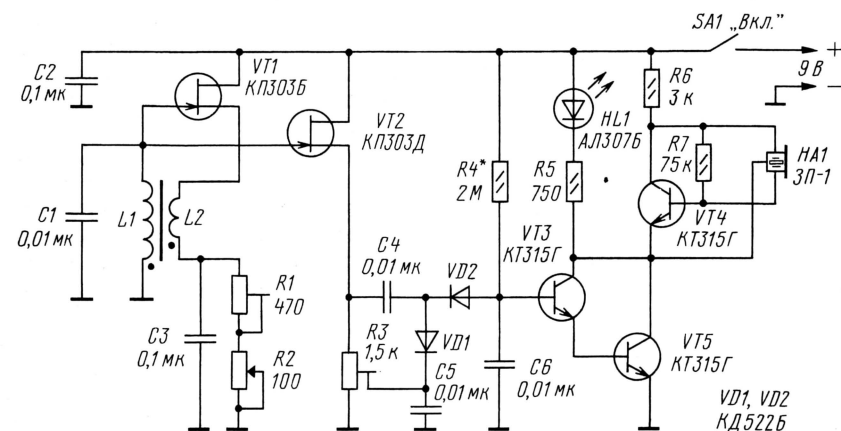 SA1 „Вкл."
+
9 В
−
C2
0,1 мк
VT1
КП303Б
VT2
КП303Д
R4*
2 М
HL1
АЛ307Б
R5
750
R6
3 к
R7
75 к
HA1
ЗП-1
VT4
КТ315Г
C1
0,01 мк
L1
L2
C4
0,01 мк
VD2
VT3
КТ315Г
R1
470
C3
0,1 мк
R2
100
R3
1,5 к
VD1
C5
0,01 мк
C6
0,01 мк
VT5
КТ315Г
VD1, VD2
КД522Б